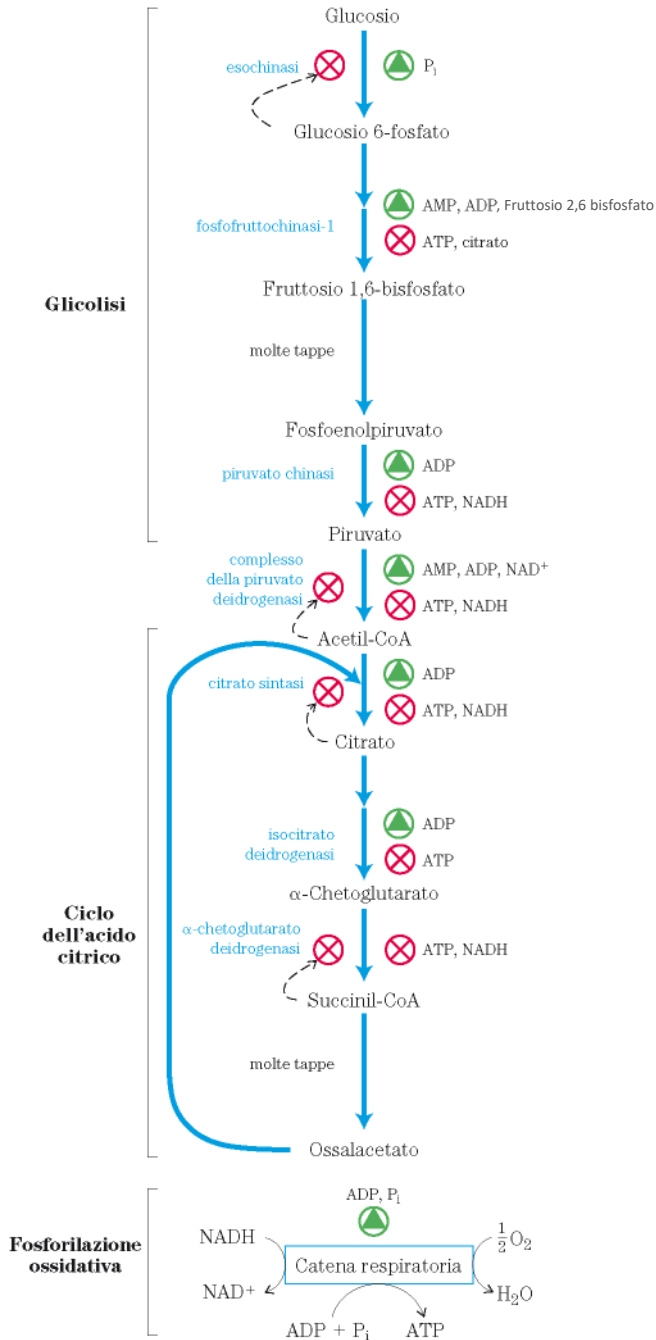 Glucosio
esochinasi
Pi
Glucosio 6-fosfato
AMP, ADP, Fruttosio 2,6 bisfosfato
fosfofruttochinasi-1
ATP, citrato
Fruttosio 1,6-bisfosfato
Glicolisi
molte tappe
Fosfoenolpiruvato
ADP
piruvato chinasi
ATP, NADH
Piruvato
complesso
della piruvato
deidrogenasi
AMP, ADP, NAD+
ATP, NADH
Acetil-CoA
ADP
citrato sintasi
ATP, NADH
Citrato
ADP
isocitrato
deidrogenasi
ATP
α-Chetoglutarato
Ciclo
dell'acido
citrico
α-chetoglutarato
deidrogenasi
ATP, NADH
Succinil-CoA
molte tappe
Ossalacetato
ADP, Pi
Fosforilazione
ossidativa
NADH
1/2 O2
Catena respiratoria
NAD+
H2O
ADP + Pi
ATP